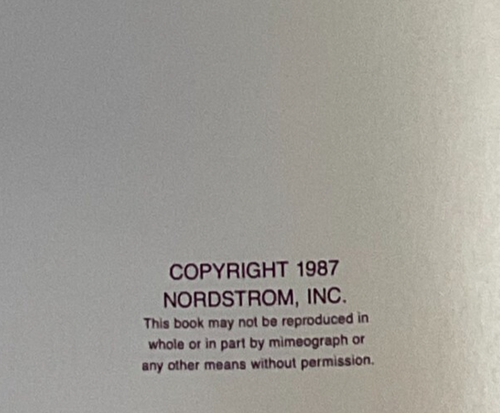 COPYRIGHT 1987
NORDSTROM, INC.
This book may not be reproduced in
whole or in part by mimeograph or
any other means without permission.